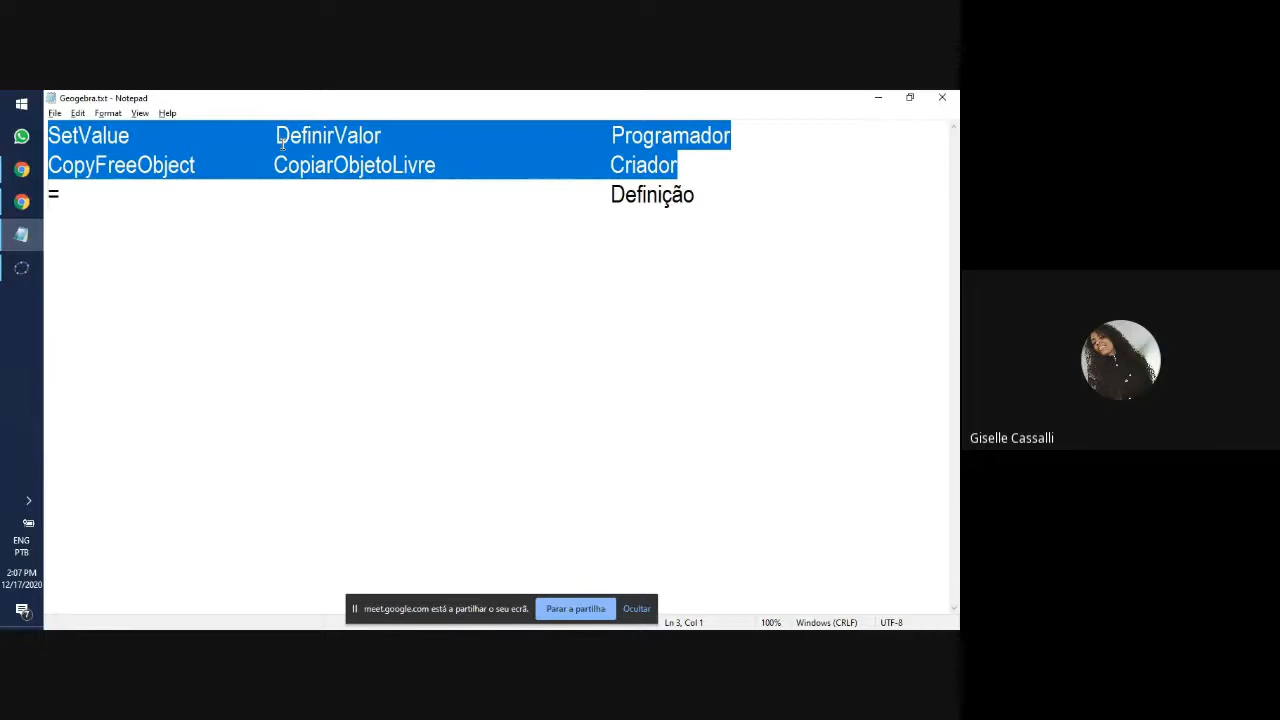 Geogebra.txt - Notepad
File Edit Format View Help
SetValue DefinirValor Programador
CopyFreeObject CopiarObjetoLivre Criador
= Definição
Giselle Cassalli
ENG
PTB
2:07 PM
12/17/2020
meet.google.com está a partilhar o seu ecrã. Parar a partilha Ocultar
Ln 3, Col 1 100% Windows (CRLF) UTF-8